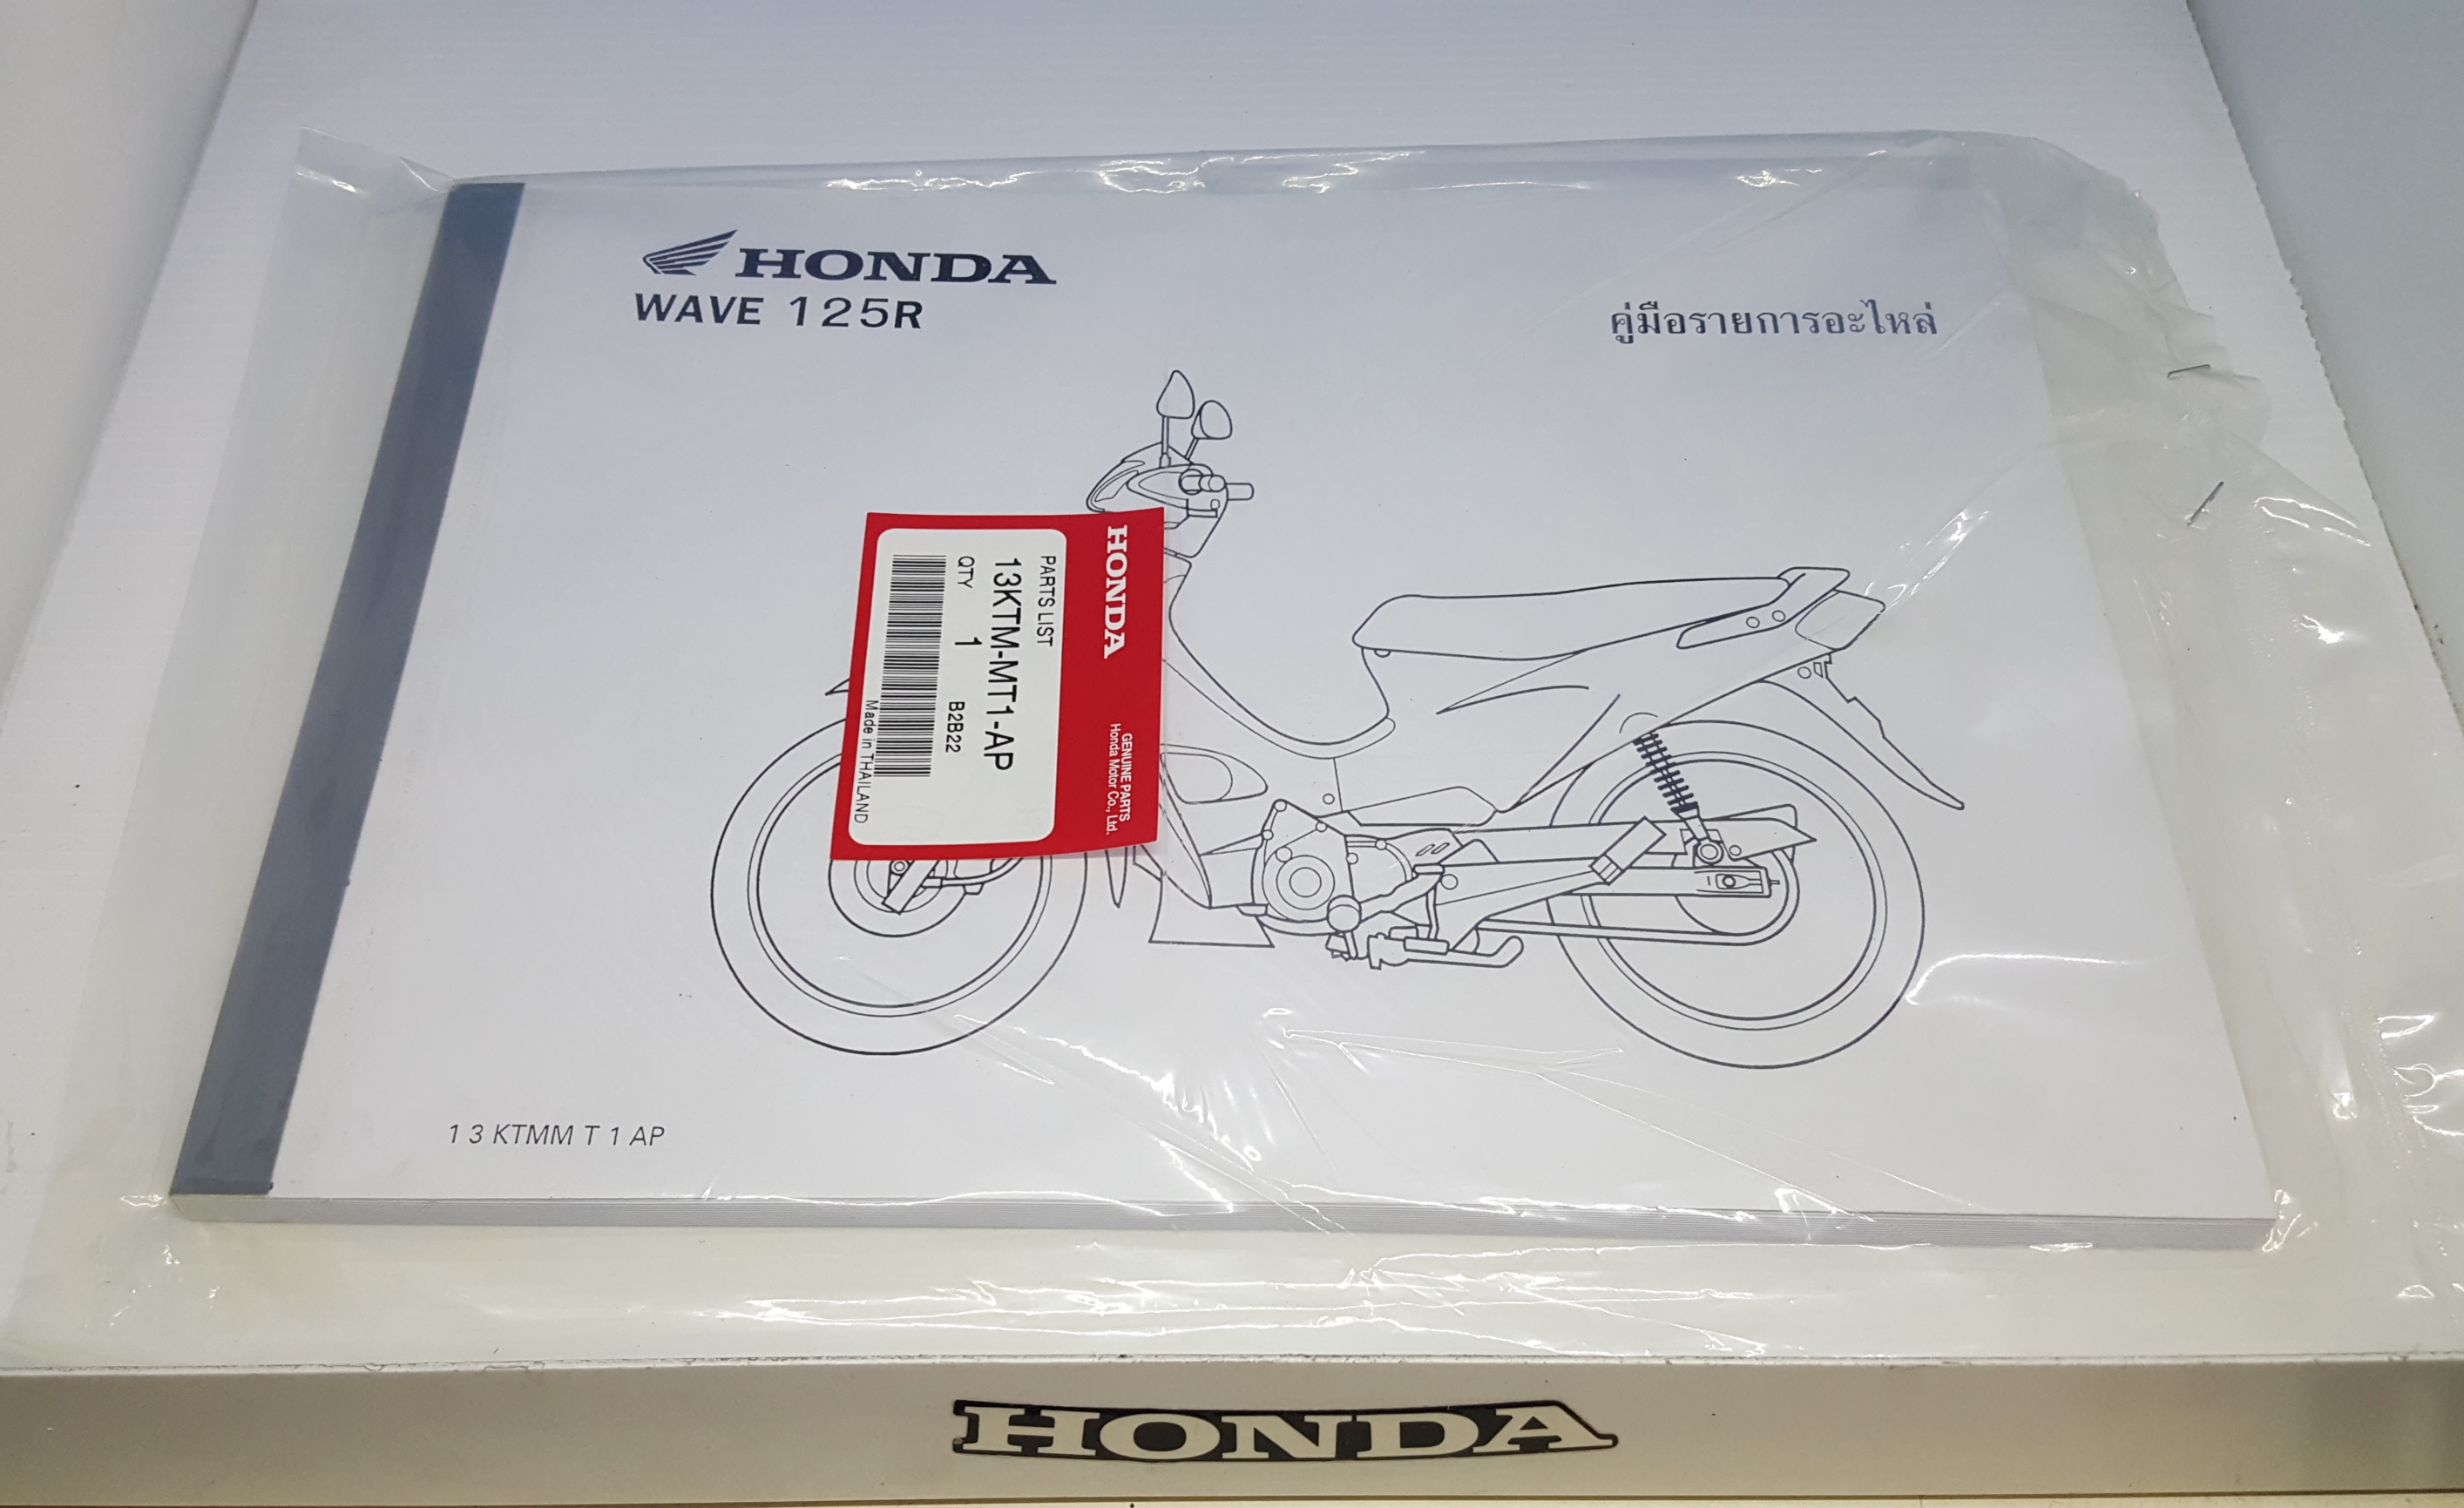 HONDA
WAVE 125R
คู่มือรายการอะไหล่
HONDA
GENUINE PARTS
Honda Motor Co., Ltd.
PARTS LIST
13KTM-MT1-AP
QTY 1 B2B22
Made in THAILAND
1 3 KTMM T 1 AP
HONDA